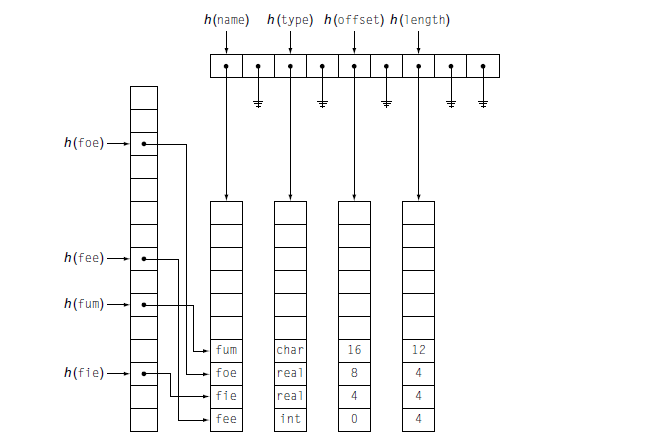 h(name) h(type) h(offset) h(length)
h(foe)
h(fee)
h(fum)
h(fie)
fum char 16 12
foe real 8 4
fie real 4 4
fee int 0 4